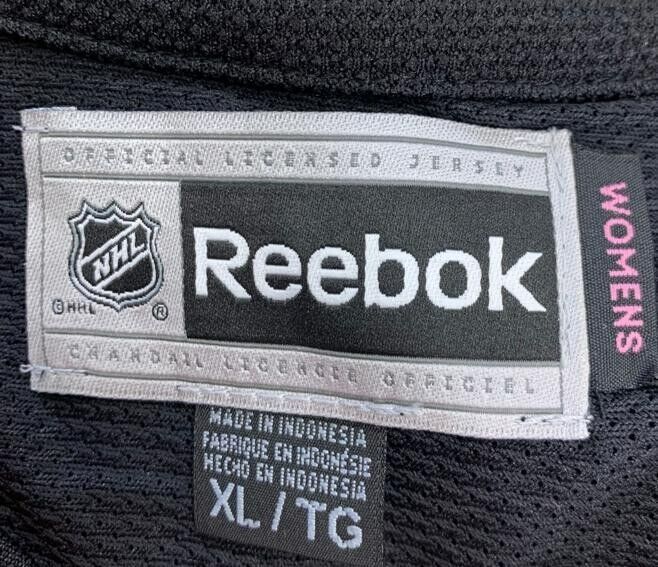 OFFICIAL LICENSED JERSEY
NHL
Reebok
©NHL ®
CHANDAIL LICENCIÉ OFFICIEL
WOMENS
MADE IN INDONESIA
FABRIQUÉ EN INDONÉSIE
HECHO EN INDONESIA
XL / TG